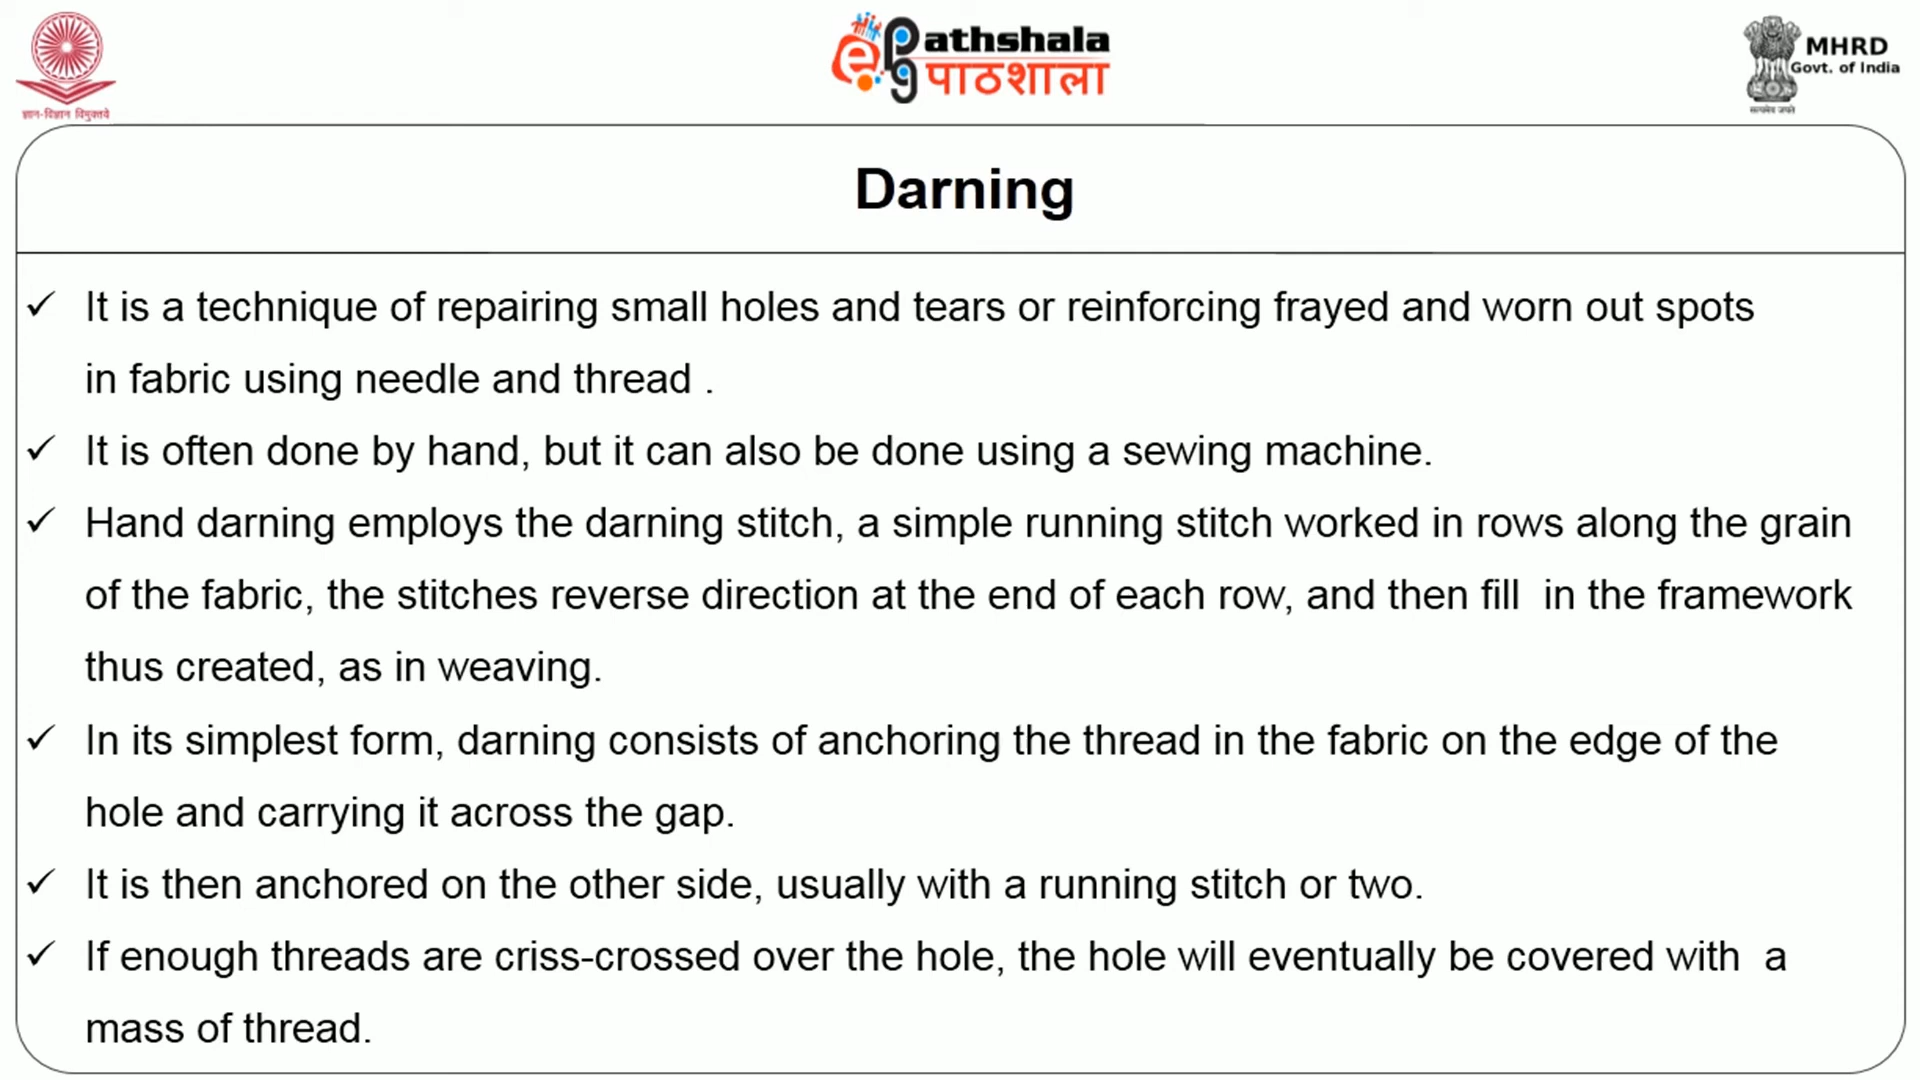 ज्ञान-विज्ञान विमुक्तये
e pg Pathshala
पाठशाला
MHRD
Govt. of India
सत्यमेव जयते
Darning
✓ It is a technique of repairing small holes and tears or reinforcing frayed and worn out spots
in fabric using needle and thread .
✓ It is often done by hand, but it can also be done using a sewing machine.
✓ Hand darning employs the darning stitch, a simple running stitch worked in rows along the grain
of the fabric, the stitches reverse direction at the end of each row, and then fill  in the framework
thus created, as in weaving.
✓ In its simplest form, darning consists of anchoring the thread in the fabric on the edge of the
hole and carrying it across the gap.
✓ It is then anchored on the other side, usually with a running stitch or two.
✓ If enough threads are criss-crossed over the hole, the hole will eventually be covered with  a
mass of thread.